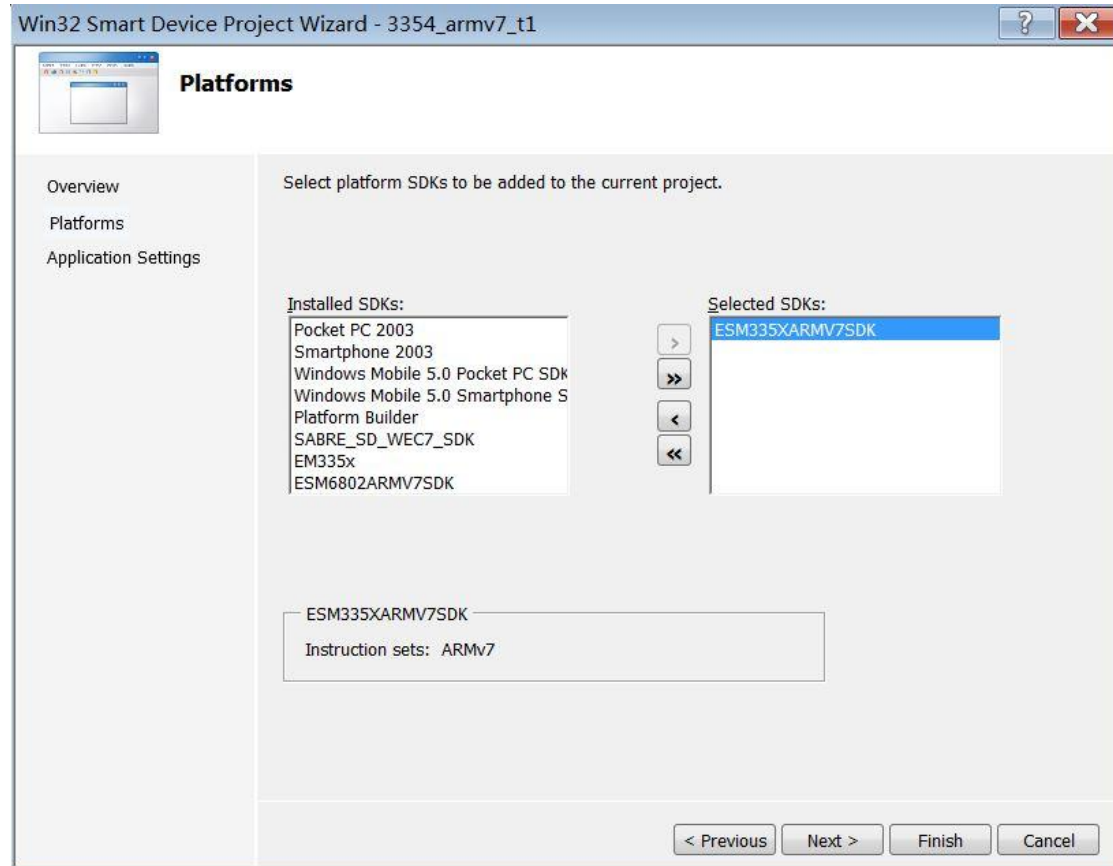 Win32 Smart Device Project Wizard - 3354_armv7_t1
Platforms
Overview
Platforms
Application Settings
Select platform SDKs to be added to the current project.
Installed SDKs:
Pocket PC 2003
Smartphone 2003
Windows Mobile 5.0 Pocket PC SDK
Windows Mobile 5.0 Smartphone S
Platform Builder
SABRE_SD_WEC7_SDK
EM335x
ESM6802ARMV7SDK
>
»
<
«
Selected SDKs:
ESM335XARMV7SDK
ESM335XARMV7SDK
Instruction sets: ARMv7
< Previous
Next >
Finish
Cancel